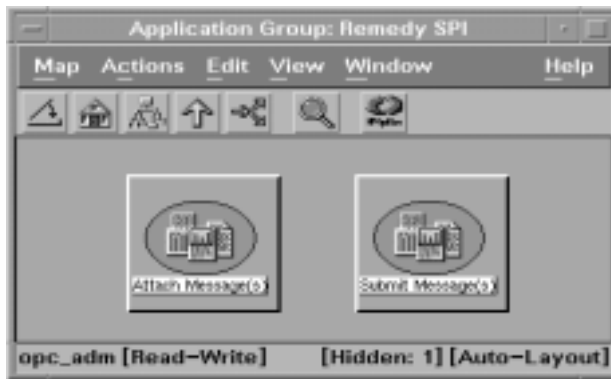 Application Group: Remedy SPI
Map Actions Edit View Window Help
Attach Message(s) Submit Message(s)
opc_adm [Read-Write] [Hidden: 1] [Auto-Layout]